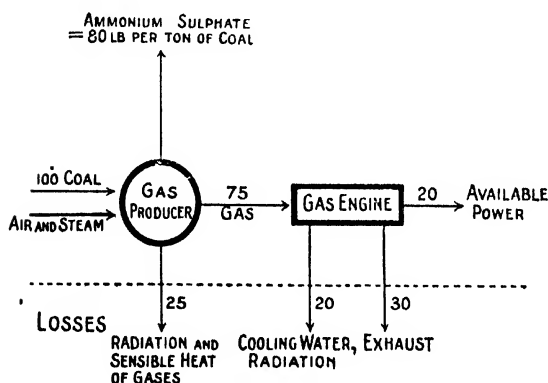 AMMONIUM SULPHATE
= 80 LB PER TON OF COAL
100 COAL
AIR AND STEAM
GAS
PRODUCER
75
GAS
GAS ENGINE
20
AVAILABLE
POWER
25
20
30
LOSSES
RADIATION AND
SENSIBLE HEAT
OF GASES
COOLING WATER,
RADIATION
EXHAUST